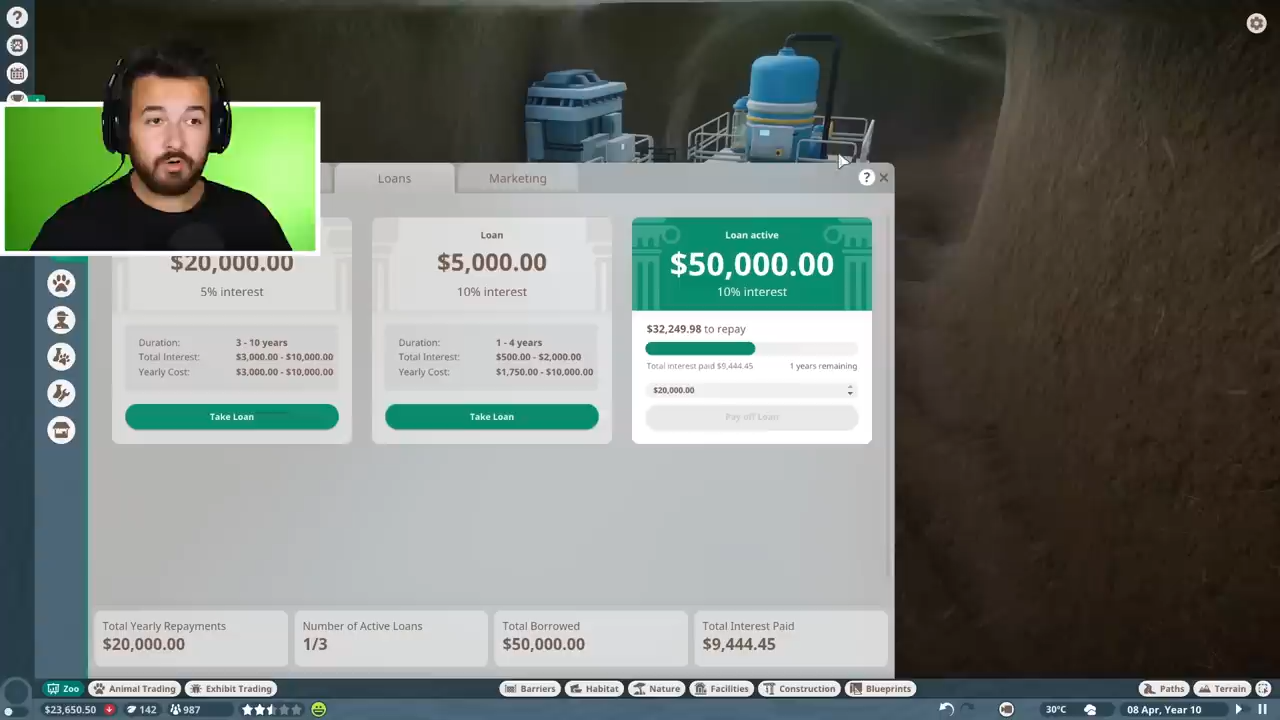 Loans
Marketing
?
$20,000.00
5% interest
Duration: 3 - 10 years
Total Interest: $3,000.00 - $10,000.00
Yearly Cost: $3,000.00 - $10,000.00
Take Loan
Loan
$5,000.00
10% interest
Duration: 1 - 4 years
Total Interest: $500.00 - $2,000.00
Yearly Cost: $1,750.00 - $10,000.00
Take Loan
Loan active
$50,000.00
10% interest
$32,249.98 to repay
Total interest paid $9,444.45 1 years remaining
$20,000.00
Pay off Loan
Total Yearly Repayments
$20,000.00
Number of Active Loans
1/3
Total Borrowed
$50,000.00
Total Interest Paid
$9,444.45
Zoo Animal Trading Exhibit Trading Barriers Habitat Nature Facilities Construction Blueprints Paths Terrain
$23,650.50 142 987 30°C 08 Apr, Year 10